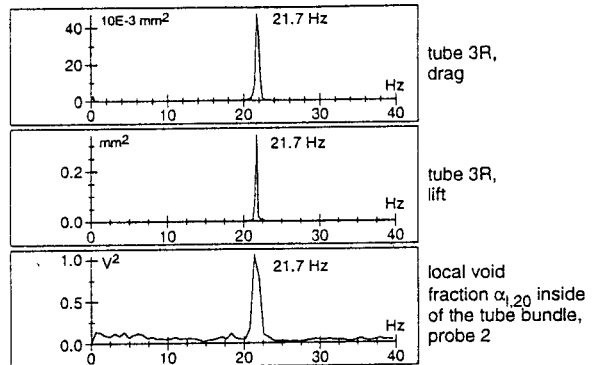 10E-3 mm²
21.7 Hz
40
20
0
Hz
0 10 20 30 40
tube 3R,
drag
mm²
21.7 Hz
0.2
0.0
Hz
0 10 20 30 40
tube 3R,
lift
1.0
V²
21.7 Hz
0.5
0.0
Hz
0 10 20 30 40
local void
fraction α₁,₂₀ inside
of the tube bundle,
probe 2